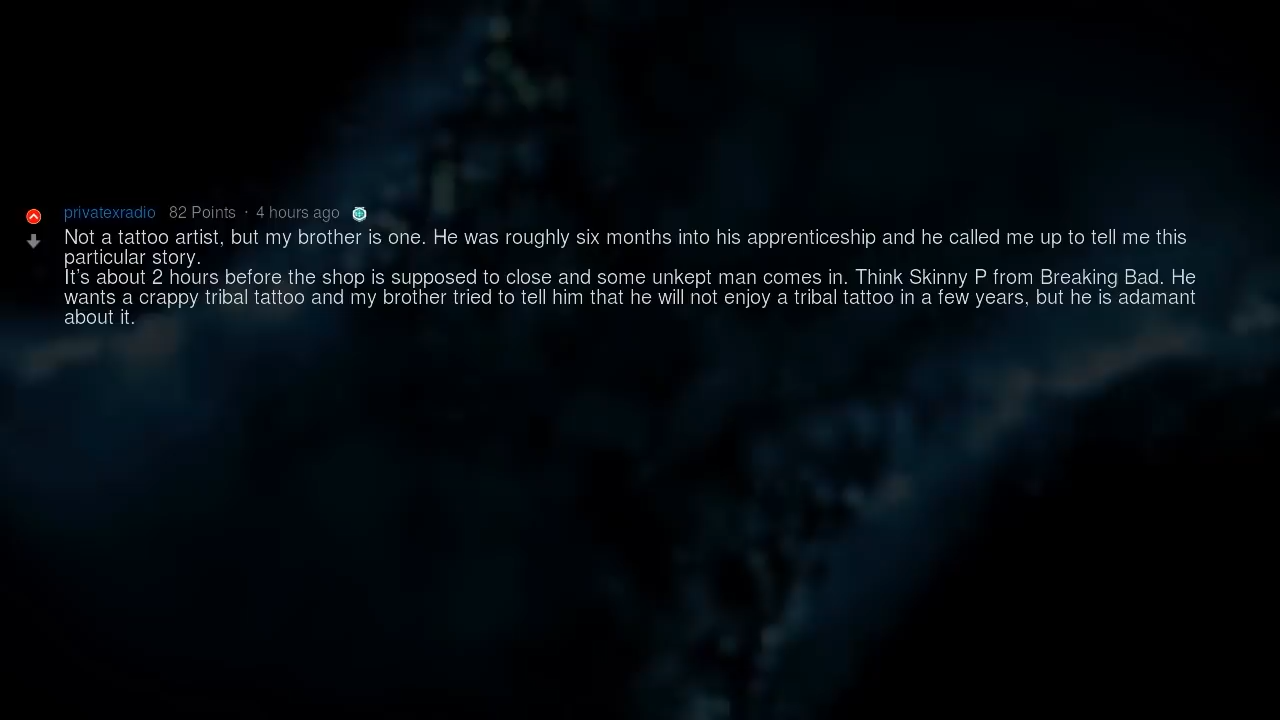 privatexradio 82 Points · 4 hours ago
Not a tattoo artist, but my brother is one. He was roughly six months into his apprenticeship and he called me up to tell me this
particular story.
It's about 2 hours before the shop is supposed to close and some unkept man comes in. Think Skinny P from Breaking Bad. He
wants a crappy tribal tattoo and my brother tried to tell him that he will not enjoy a tribal tattoo in a few years, but he is adamant
about it.